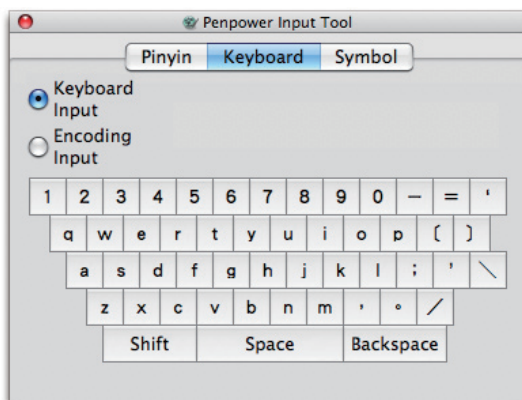 Penpower Input Tool
Pinyin Keyboard Symbol
Keyboard
Input
Encoding
Input
1 2 3 4 5 6 7 8 9 0 － ＝ ‘
q w e r t y u i o p 〔 〕
a s d f g h j k l ; ’ ＼
z x c v b n m ， 。 ／
Shift Space Backspace